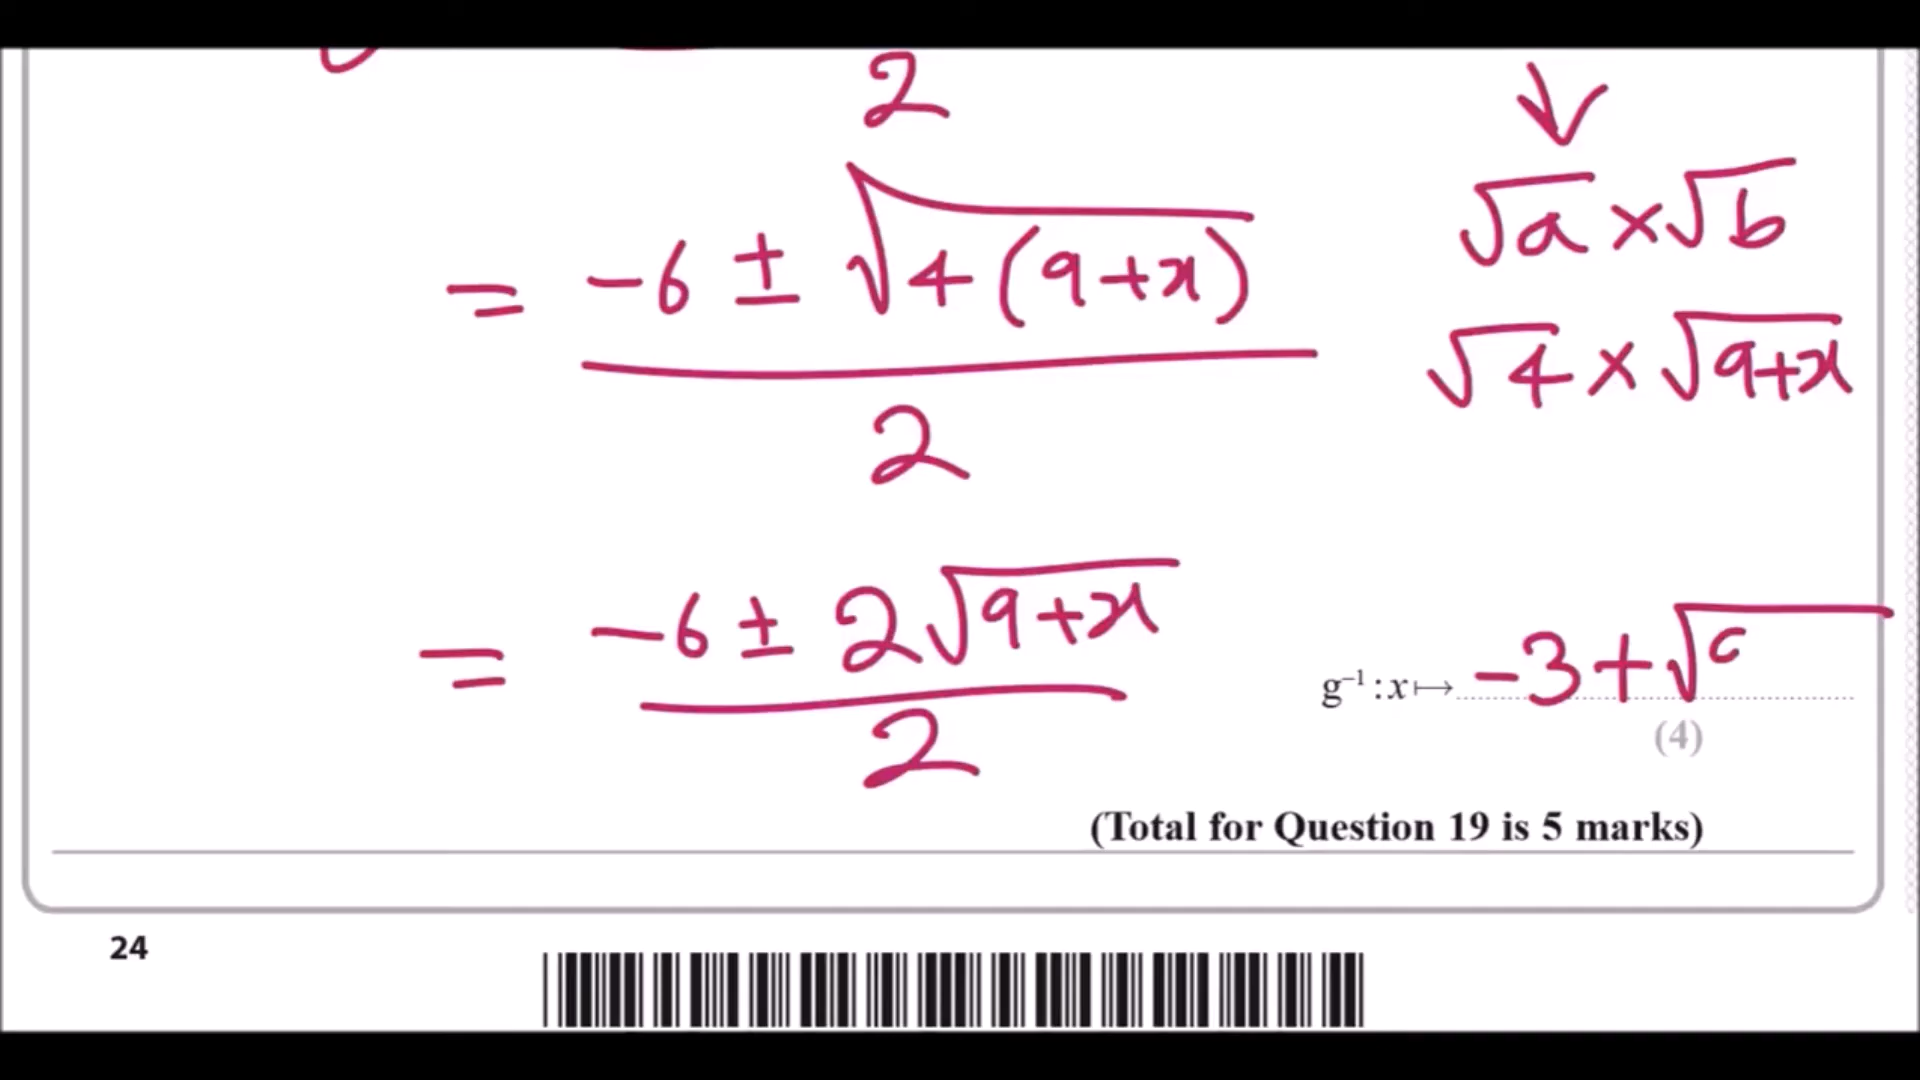 2
= -6 ± √4(9+x)
2
√a × √b
√4 × √9+x
= -6 ± 2√9+x
2
g⁻¹ : x ↦ -3 + √
(4)
(Total for Question 19 is 5 marks)
24